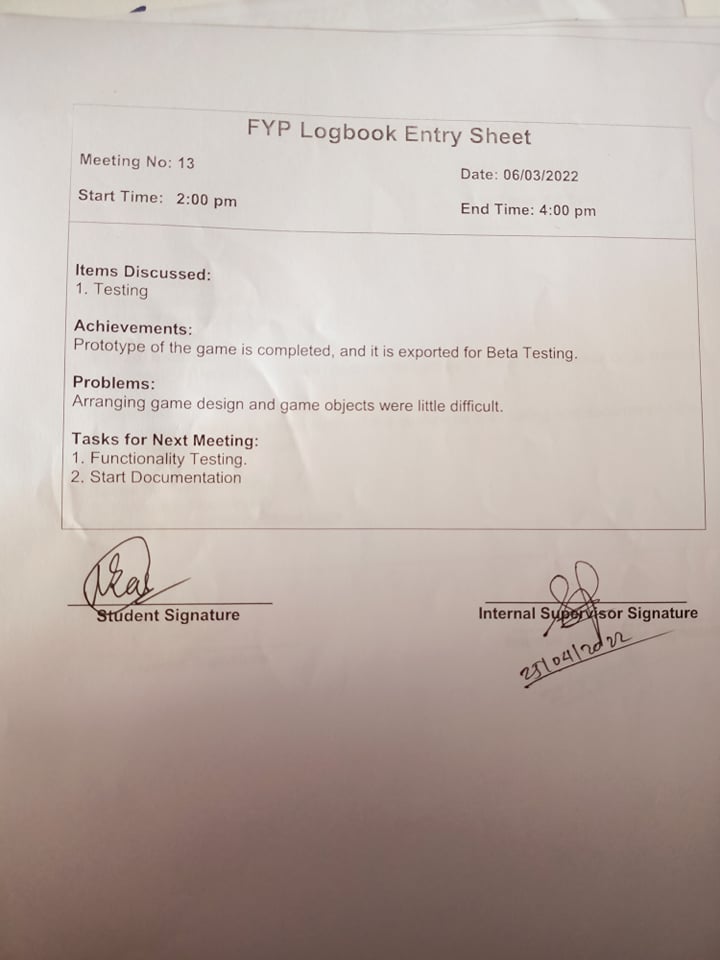 FYP Logbook Entry Sheet
Meeting No: 13
Date: 06/03/2022
Start Time: 2:00 pm
End Time: 4:00 pm
Items Discussed:
1. Testing
Achievements:
Prototype of the game is completed, and it is exported for Beta Testing.
Problems:
Arranging game design and game objects were little difficult.
Tasks for Next Meeting:
1. Functionality Testing.
2. Start Documentation
Student Signature
Internal Supervisor Signature
25/04/2022